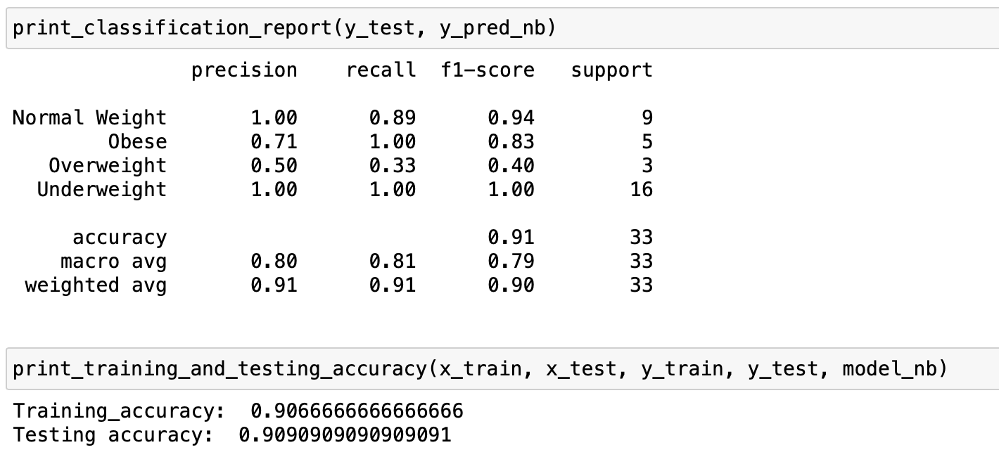 print_classification_report(y_test, y_pred_nb)
precision recall f1-score support
Normal Weight 1.00 0.89 0.94 9
Obese 0.71 1.00 0.83 5
Overweight 0.50 0.33 0.40 3
Underweight 1.00 1.00 1.00 16
accuracy 0.91 33
macro avg 0.80 0.81 0.79 33
weighted avg 0.91 0.91 0.90 33
print_training_and_testing_accuracy(x_train, x_test, y_train, y_test, model_nb)
Training_accuracy: 0.9066666666666666
Testing accuracy: 0.9090909090909091